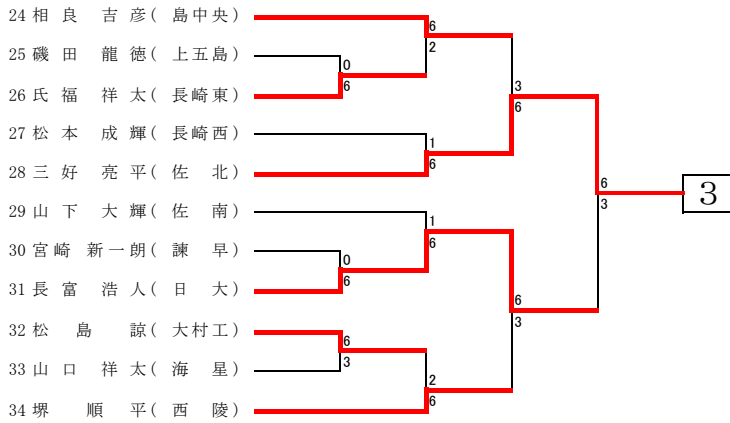 24 相 良 吉 彦( 島中央 )
6
25 磯 田 龍 徳( 上五島 )
2
0
26 氏 福 祥 太( 長崎東 )
6
3
6
27 松 本 成 輝( 長崎西 )
1
28 三 好 亮 平( 佐 北 )
6
6
3
3
29 山 下 大 輝( 佐 南 )
1
30 宮 崎 新一朗( 諫 早 )
6
0
31 長 富 浩 人( 日 大 )
6
6
3
32 松 島 諒( 大村工 )
6
33 山 口 祥 太( 海 星 )
3
2
34 堺 順 平( 西 陵 )
6